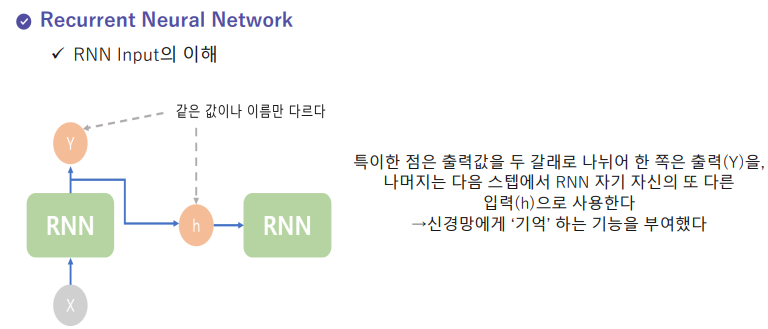 Recurrent Neural Network
✓ RNN Input의 이해
같은 값이나 이름만 다르다
Y
특이한 점은 출력값을 두 갈래로 나뉘어 한 쪽은 출력(Y)을,
나머지는 다음 스텝에서 RNN 자기 자신의 또 다른
입력(h)으로 사용한다
→신경망에게 ‘기억’ 하는 기능을 부여했다
RNN
h
RNN
X